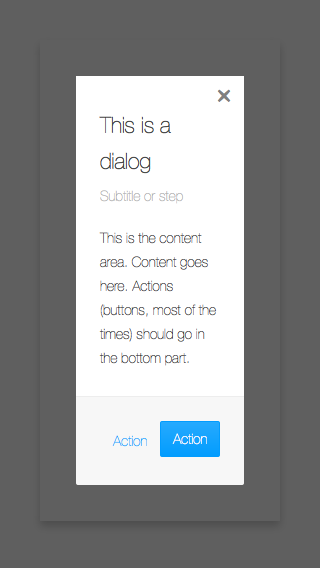 This is a
dialog
Subtitle or step
This is the content
area. Content goes
here. Actions
(buttons, most of the
times) should go in
the bottom part.
Action Action